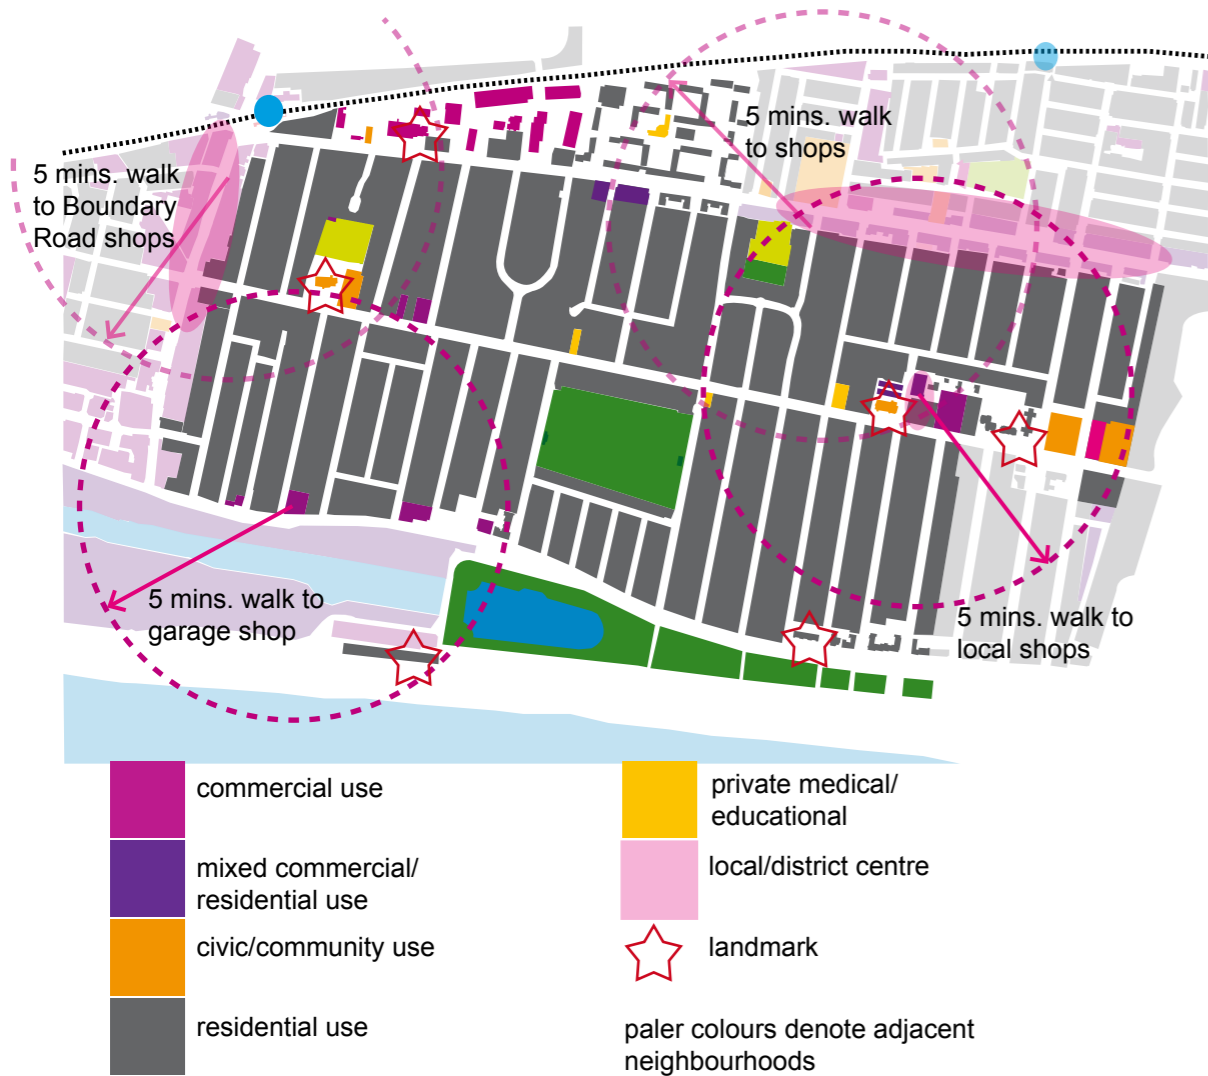 5 mins. walk
to shops
5 mins. walk
to Boundary
Road shops
5 mins. walk to
garage shop
5 mins. walk to
local shops
commercial use
mixed commercial/
residential use
civic/community use
residential use
private medical/
educational
local/district centre
landmark
paler colours denote adjacent
neighbourhoods